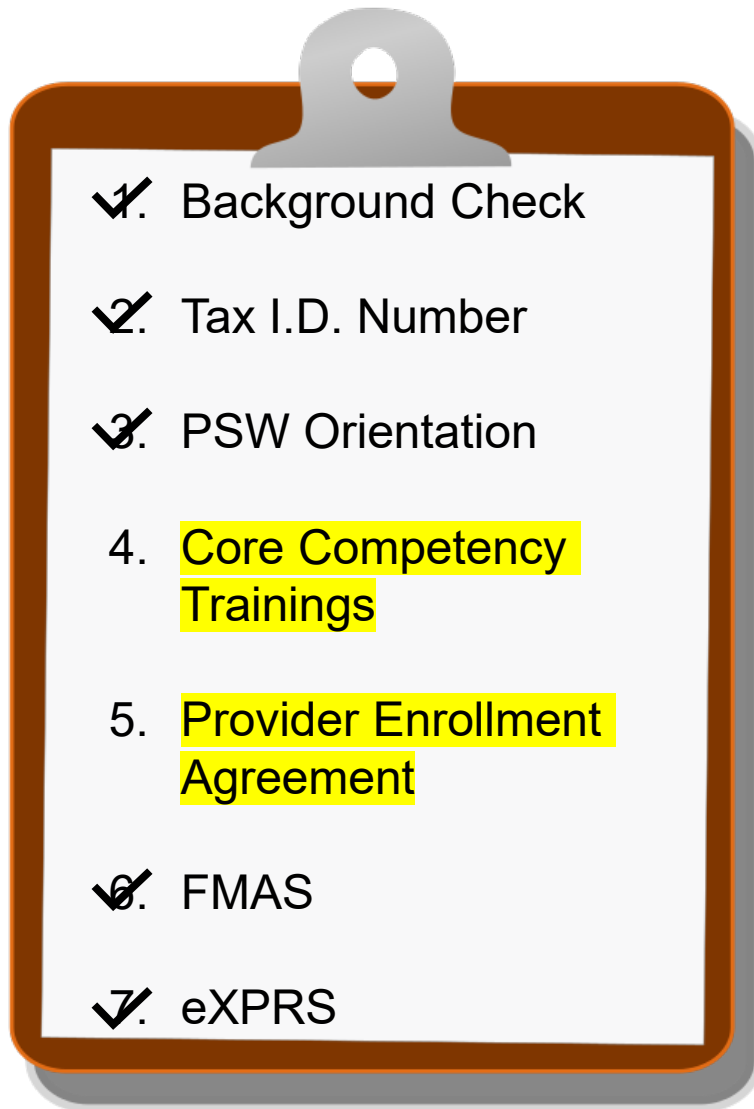 1. Background Check
2. Tax I.D. Number
3. PSW Orientation
4. Core Competency
Trainings
5. Provider Enrollment
Agreement
6. FMAS
7. eXPRS